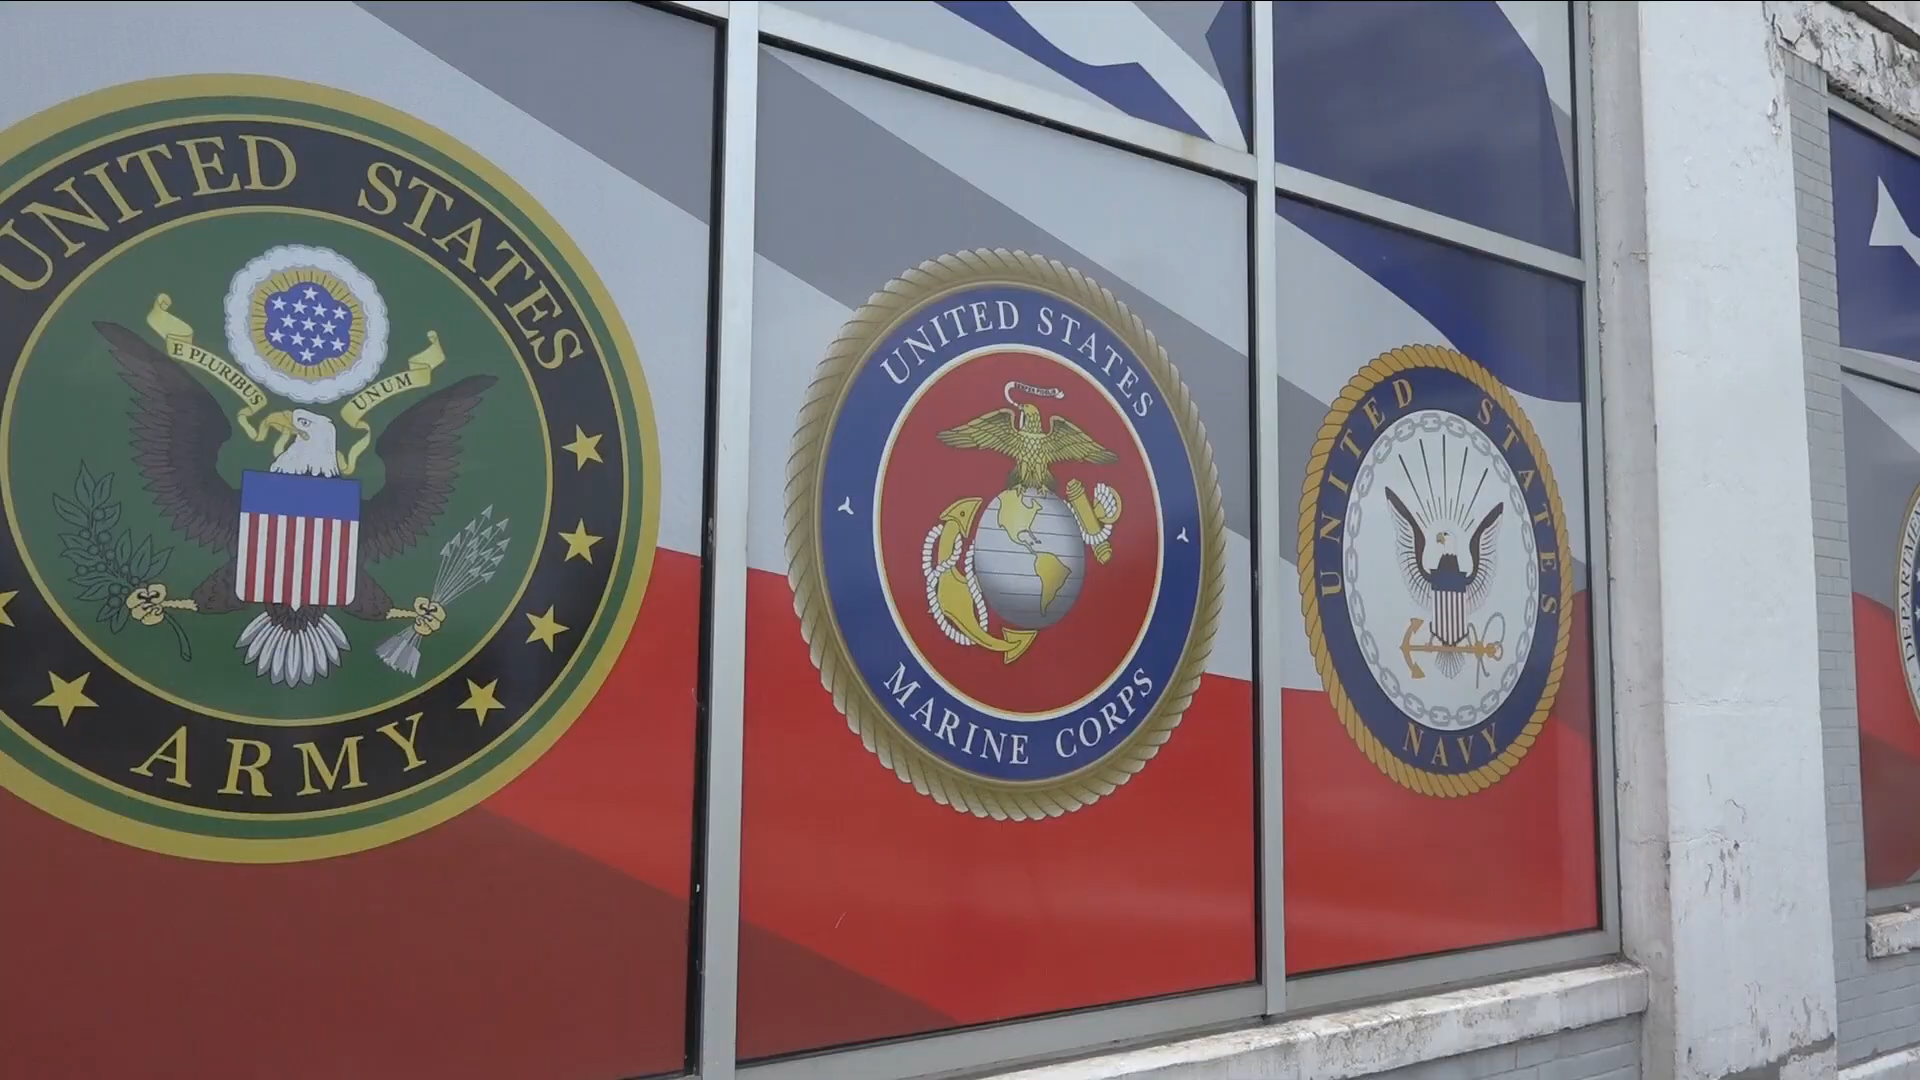 UNITED STATES
E PLURIBUS UNUM
ARMY
UNITED STATES
MARINE CORPS
UNITED STATES
NAVY